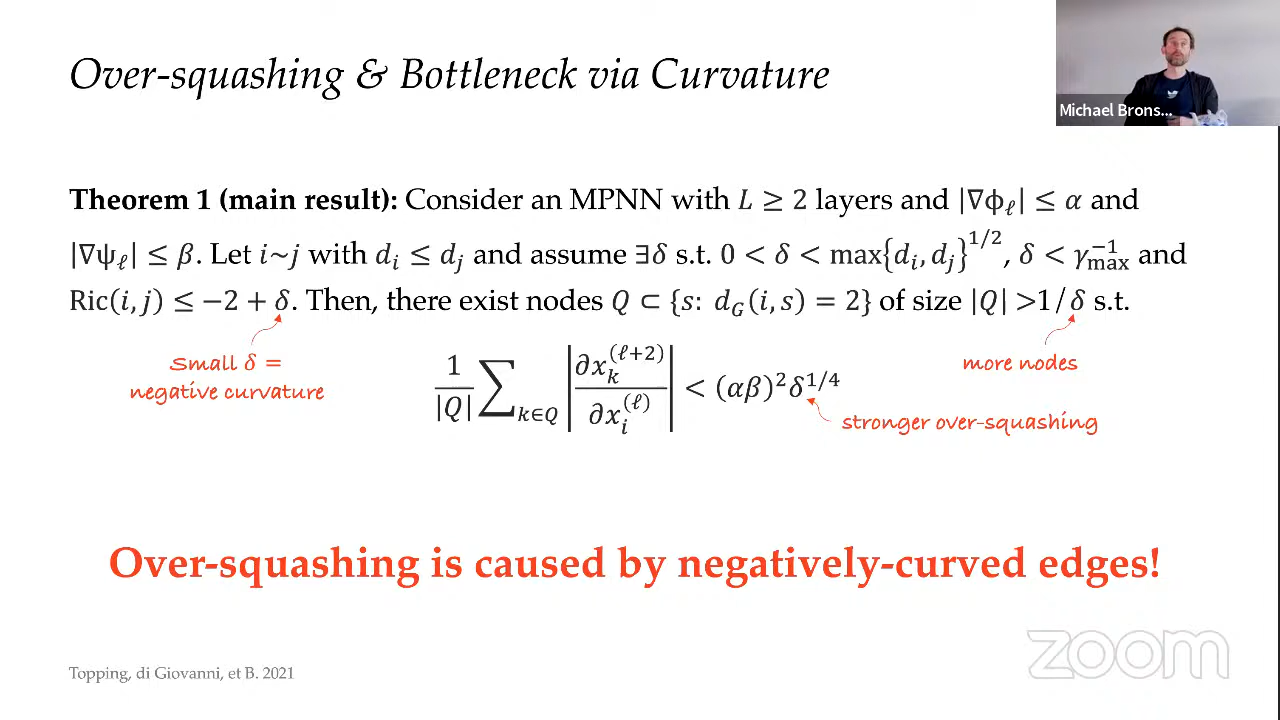 Over-squashing & Bottleneck via Curvature
Michael Brons...
Theorem 1 (main result): Consider an MPNN with L ≥ 2 layers and |∇ϕ_ℓ| ≤ α and
|∇ψ_ℓ| ≤ β. Let i~j with d_i ≤ d_j and assume ∃δ s.t. 0 < δ < max{d_i, d_j}^{1/2}, δ < γ_max^{−1} and
Ric(i, j) ≤ −2 + δ. Then, there exist nodes Q ⊂ {s: d_G(i, s) = 2} of size |Q| >1/δ s.t.
Small δ =
negative curvature
more nodes
1/|Q| ∑_{k∈Q} |∂x_k^{(ℓ+2)} / ∂x_i^{(ℓ)}| < (αβ)^2 δ^{1/4}
stronger over-squashing
Over-squashing is caused by negatively-curved edges!
Topping, di Giovanni, et B. 2021
zoom